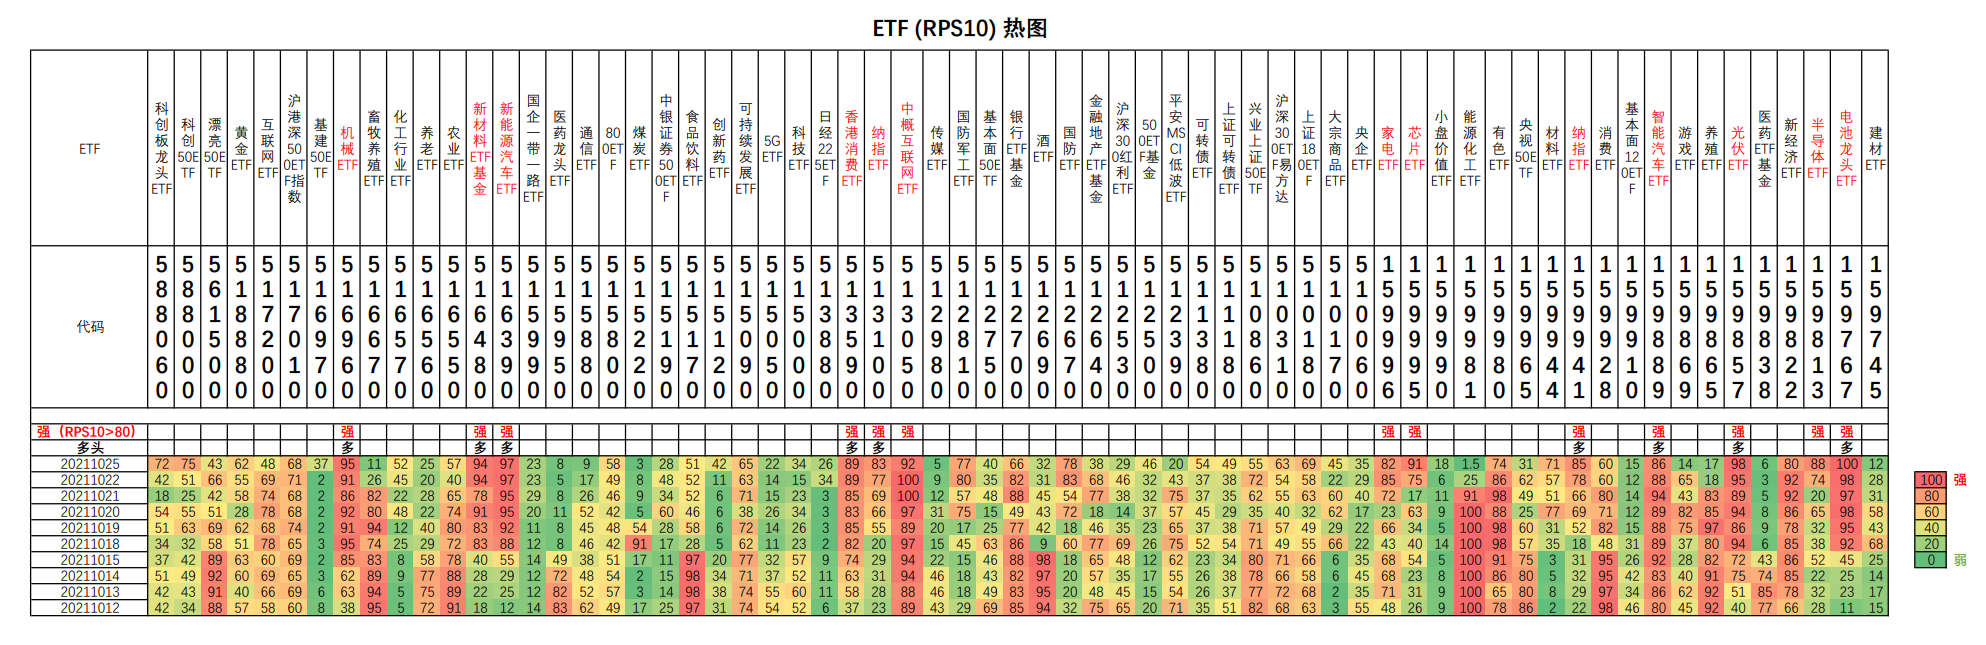 ETF (RPS10) 热图
ETF 科创板龙头ETF 科创50ETF 漂亮50ETF 黄金ETF 互联网ETF 沪港深500ETF指数 基建50ETF 机械ETF 畜牧养殖ETF 化工行业ETF 养老ETF 农业ETF 新材料ETF基金 新能源汽车ETF 国企一带一路ETF 医药龙头ETF 通信ETF 800ETF 煤炭ETF 中银证券500ETF 食品饮料ETF 创新药ETF 可持续发展ETF 5GETF 科技ETF 日经225ETF 香港消费ETF 纳指ETF 中概互联网ETF 传媒ETF 国防军工ETF 基本面50ETF 银行ETF基金 酒ETF 国防ETF 金融地产ETF基金 沪深300红利ETF 500ETF基金 平安MSCI低波ETF 可转债ETF 上证可转债ETF 兴业上证50ETF 沪深300ETF易方达 上证180ETF 大宗商品ETF 央企ETF 家电ETF 芯片ETF 小盘价值ETF 能源化工ETF 有色ETF 央视50ETF 材料ETF 纳指ETF 消费ETF 基本面120ETF 智能汽车ETF 游戏ETF 养殖ETF 光伏ETF 医药ETF基金 新经济ETF 半导体ETF 电池龙头ETF 建材ETF
代码 588060 588000 561500 518880 517200 517010 516970 516960 516670 516570 516560 516550 516480 516390 515990 515950 515880 515800 515220 515190 515170 515120 515090 515050 515000 513880 513590 513100 513050 512980 512810 512750 512700 512690 512670 512640 512530 512510 512390 511380 511180 510860 510310 510180 510170 510060 159996 159995 159990 159981 159980 159965 159944 159941 159928 159910 159889 159869 159865 159857 159838 159822 159813 159767 159745
强（RPS10>80） 强 强 强 强 强 强 强 强 强 强 强 强 强
多头 多 多 多 多 多 多 多 多 多
20211025 72 75 43 62 48 68 37 95 11 52 25 57 94 97 23 8 9 58 3 28 51 42 65 22 34 26 89 83 92 5 77 40 66 32 78 38 29 46 20 54 49 55 63 69 45 35 82 91 18 1.5 74 31 71 85 60 15 86 14 17 98 6 80 88 100 12
20211022 42 51 66 55 69 71 2 91 26 45 20 40 94 97 23 5 17 49 8 48 52 11 63 14 15 34 89 77 100 9 80 35 82 31 83 68 46 32 43 37 38 72 54 58 22 29 85 75 6 25 86 62 57 78 60 12 88 65 18 95 3 92 74 98 28
20211021 18 25 42 58 74 68 2 86 82 22 28 65 78 95 29 8 26 46 9 34 52 6 71 15 23 3 85 69 100 12 57 48 88 45 54 77 38 32 75 37 35 62 55 63 60 40 72 17 11 91 98 49 51 66 80 14 94 43 83 89 5 92 20 97 31
20211020 54 55 51 28 78 68 2 92 80 48 22 74 91 95 20 11 52 42 5 60 46 6 38 26 34 3 83 66 97 31 75 15 49 43 72 18 14 37 57 45 29 35 40 32 62 17 23 63 9 100 88 25 77 69 71 12 89 82 85 94 8 86 65 98 58
20211019 51 63 69 62 68 74 2 91 94 12 40 80 83 92 11 8 45 48 54 28 58 6 72 14 26 3 85 55 89 20 17 25 77 42 18 46 35 23 65 37 38 71 57 49 29 22 66 34 5 100 98 60 31 52 82 15 88 75 97 86 9 78 32 95 43
20211018 34 32 58 51 78 65 3 95 74 25 29 72 83 88 12 8 46 42 91 17 28 5 62 11 23 2 82 20 97 15 45 63 86 9 60 77 69 26 75 52 54 71 49 55 66 22 43 40 14 100 98 57 35 18 48 31 89 37 80 94 6 85 38 92 68
20211015 37 42 89 63 60 69 2 85 83 8 58 78 40 55 14 49 38 51 17 11 97 20 77 32 57 9 74 29 94 22 15 46 88 98 18 65 48 12 62 23 34 80 71 66 6 35 68 54 5 100 91 75 3 31 95 26 92 28 82 72 43 86 52 45 25
20211014 51 49 92 60 69 65 3 62 89 9 77 88 28 29 12 72 48 54 2 15 98 34 71 37 52 11 63 31 94 46 18 43 82 97 20 57 35 17 55 26 38 78 66 58 6 45 68 23 8 100 86 80 5 32 95 42 83 40 91 75 74 85 22 25 14
20211013 42 43 91 40 66 69 6 63 94 5 75 89 22 25 12 82 52 57 3 14 98 38 74 55 60 11 58 28 89 46 18 49 83 95 20 48 45 15 54 26 37 77 72 63 2 35 71 31 9 100 65 80 8 29 97 34 86 62 92 51 85 78 32 23 17
20211012 42 34 88 57 58 60 8 38 95 5 72 91 18 12 14 83 62 49 17 25 97 31 74 54 52 6 37 23 89 43 29 69 85 94 32 75 65 20 71 35 51 82 68 63 3 55 48 26 9 100 78 86 2 22 98 46 80 45 92 40 77 66 28 11 15
100 强
80
60
40
20
0 弱